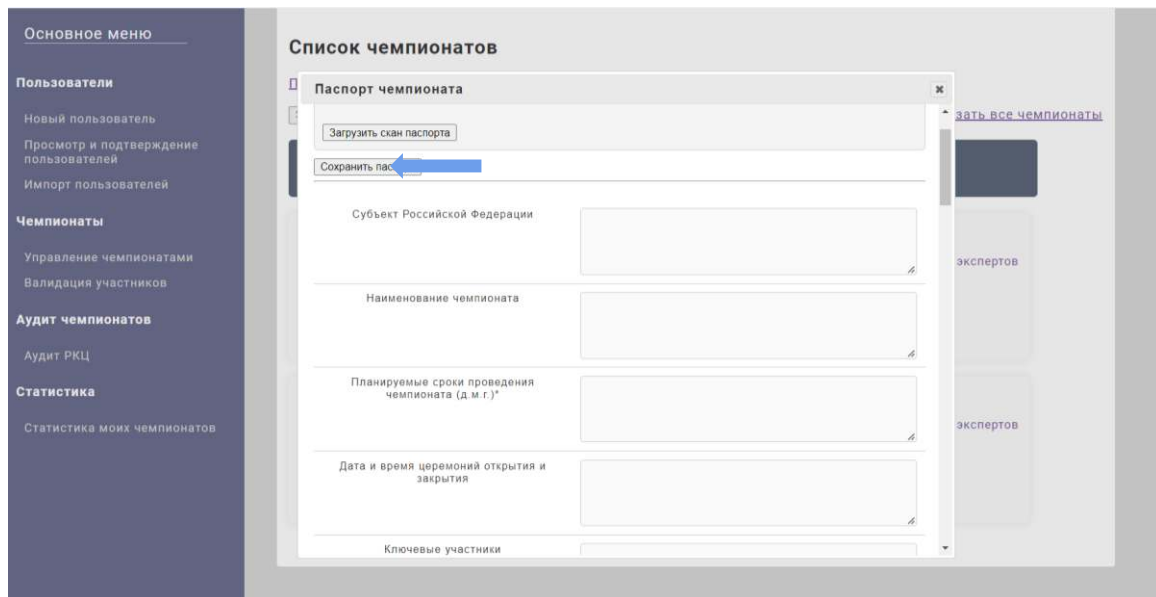 Основное меню
Пользователи
Новый пользователь
Просмотр и подтверждение
пользователей
Импорт пользователей
Чемпионаты
Управление чемпионатами
Валидация участников
Аудит чемпионатов
Аудит РКЦ
Статистика
Статистика моих чемпионатов
Список чемпионатов
зать все чемпионаты
экспертов
экспертов
Паспорт чемпионата
Загрузить скан паспорта
Сохранить пас
Субъект Российской Федерации
Наименование чемпионата
Планируемые сроки проведения
чемпионата (д.м.г.)*
Дата и время церемоний открытия и
закрытия
Ключевые участники